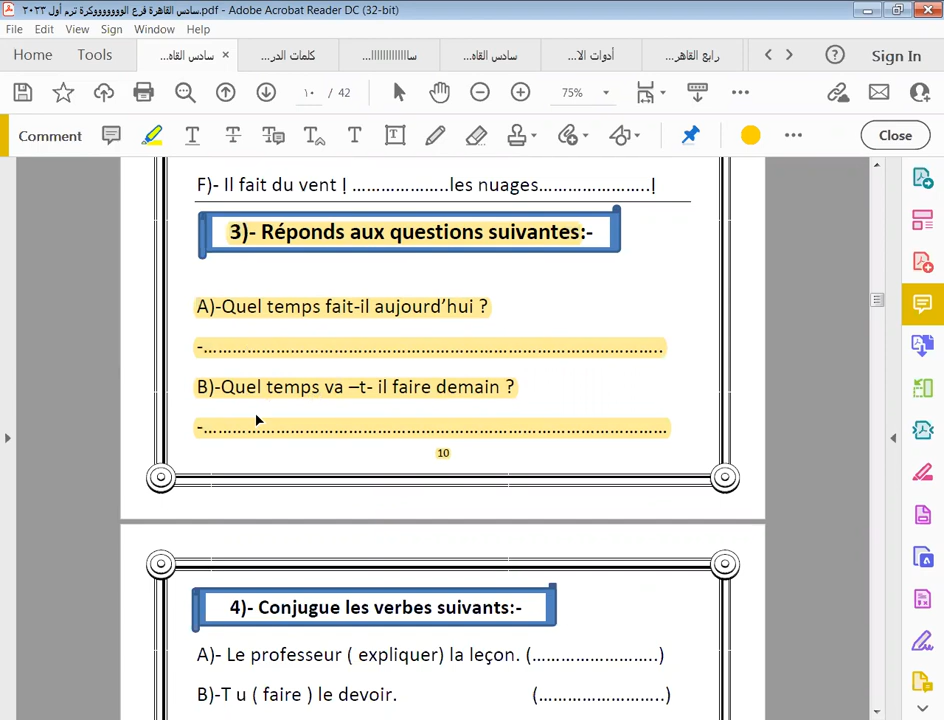 سادس القاهرة فرع الوووووووكرة ترم أول ٢٠٢٣.pdf - Adobe Acrobat Reader DC (32-bit)
File Edit View Sign Window Help
Home Tools سادس القاه... × كلمات الدر... سااااااااااا... سادس القاه... أدوات الا... رابع القاهر... Sign In
١٠ / 42 75%
Comment Close
F)- Il fait du vent ! ………………..les nuages…………………..!
3)- Réponds aux questions suivantes:-
A)-Quel temps fait-il aujourd’hui ?
-…………………………………………………………………………………..
B)-Quel temps va –t- il faire demain ?
-……………………………………………………………………………………
10
4)- Conjugue les verbes suivants:-
A)- Le professeur ( expliquer) la leçon. (……………………..)
B)-T u ( faire ) le devoir. (……………………..)